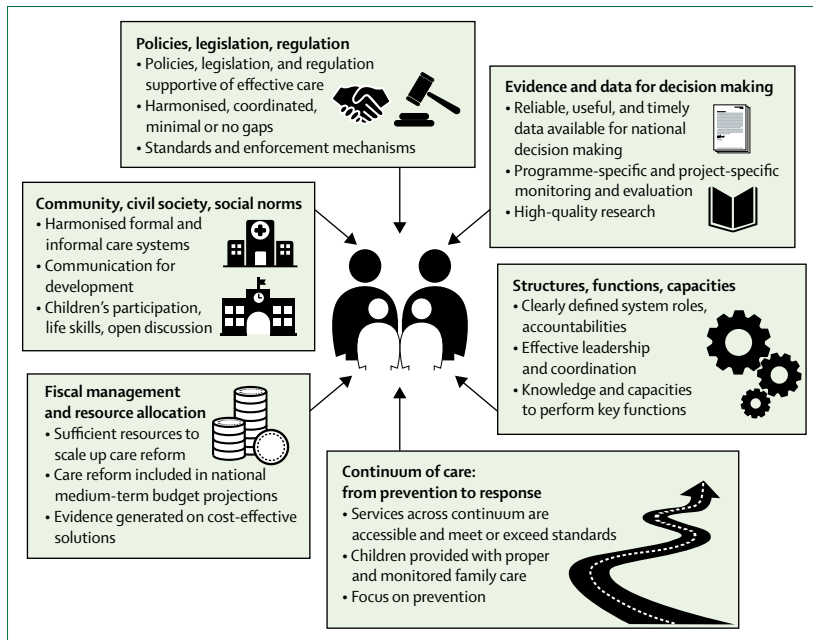 Policies, legislation, regulation
• Policies, legislation, and regulation
supportive of effective care
• Harmonised, coordinated,
minimal or no gaps
• Standards and enforcement mechanisms
Evidence and data for decision making
• Reliable, useful, and timely
data available for national
decision making
• Programme-specific and project-specific
monitoring and evaluation
• High-quality research
Community, civil society, social norms
• Harmonised formal and
informal care systems
• Communication for
development
• Children's participation,
life skills, open discussion
Structures, functions, capacities
• Clearly defined system roles,
accountabilities
• Effective leadership
and coordination
• Knowledge and capacities
to perform key functions
Fiscal management
and resource allocation
• Sufficient resources to
scale up care reform
• Care reform included in national
medium-term budget projections
• Evidence generated on cost-effective
solutions
Continuum of care:
from prevention to response
• Services across continuum are
accessible and meet or exceed standards
• Children provided with proper
and monitored family care
• Focus on prevention